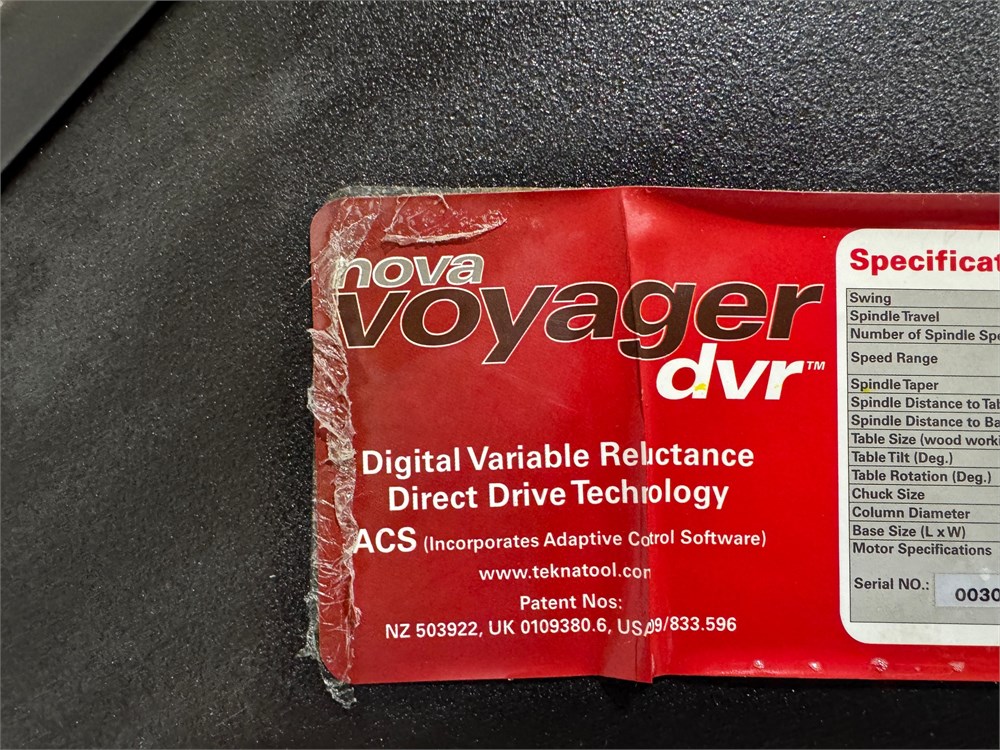 nova
voyager
dvr™
Digital Variable Reluctance
Direct Drive Technology
ACS (Incorporates Adaptive Cotrol Software)
www.teknatool.com
Patent Nos:
NZ 503922, UK 0109380.6, US 09/833.596
Specificat
Swing
Spindle Travel
Number of Spindle Spe
Speed Range
Spindle Taper
Spindle Distance to Tab
Spindle Distance to Ba
Table Size (wood worki
Table Tilt (Deg.)
Table Rotation (Deg.)
Chuck Size
Column Diameter
Base Size (L x W)
Motor Specifications
Serial NO.: 0030